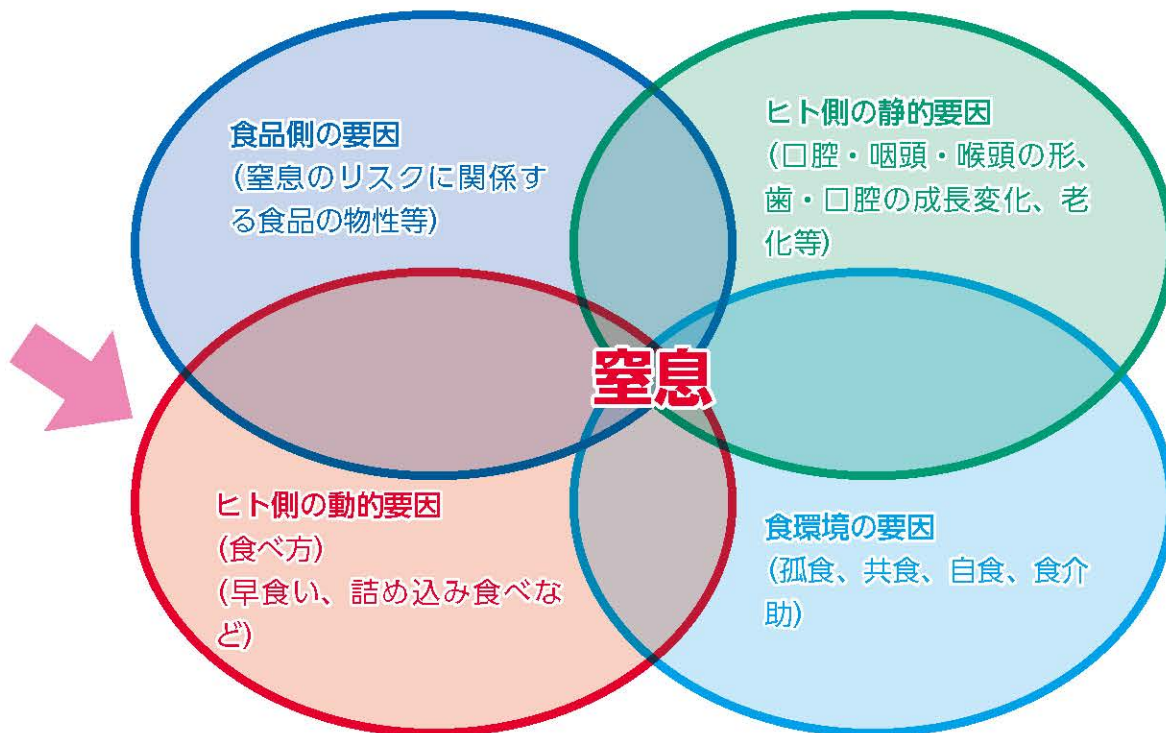 食品側の要因
(窒息のリスクに関係す
る食品の物性等)
ヒト側の静的要因
(口腔・咽頭・喉頭の形、
歯・口腔の成長変化、老
化等)
窒息
ヒト側の動的要因
(食べ方)
(早食い、詰め込み食べな
ど)
食環境の要因
(孤食、共食、自食、食介
助)